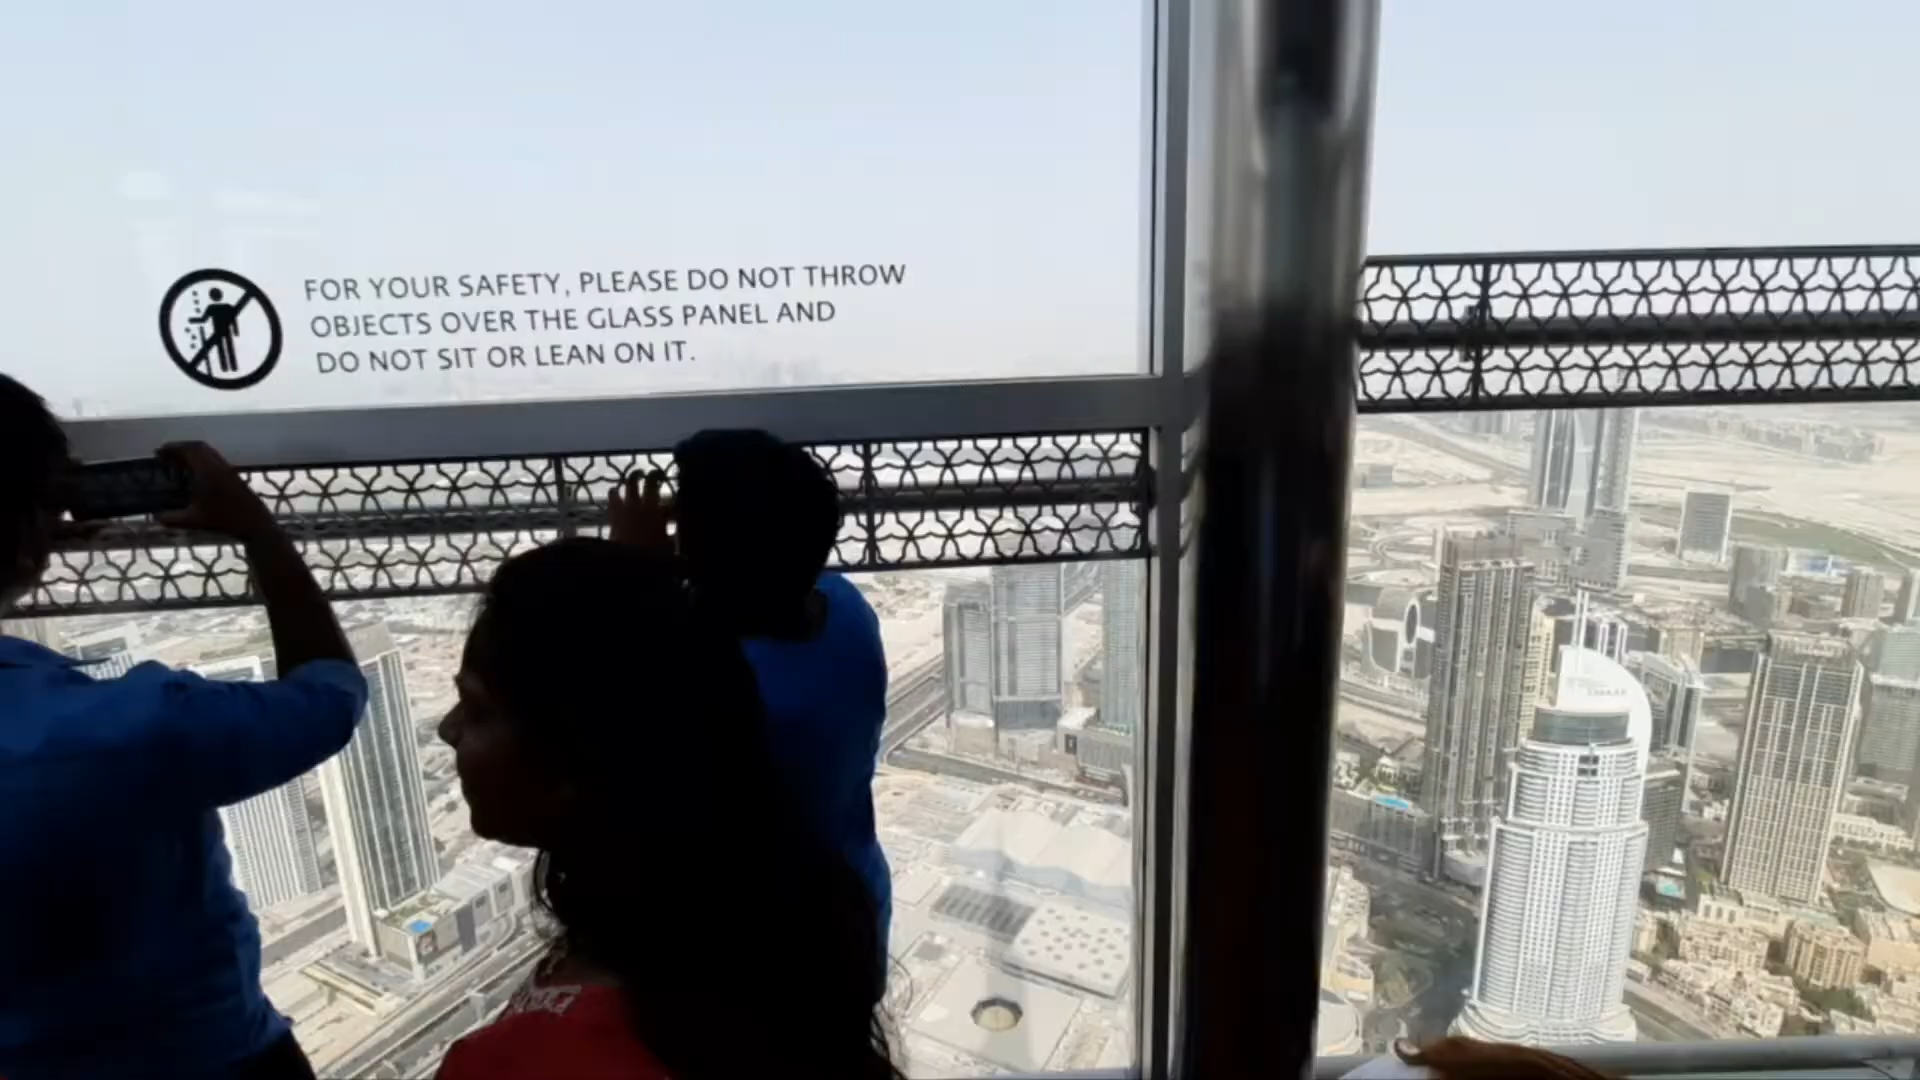 FOR YOUR SAFETY, PLEASE DO NOT THROW
OBJECTS OVER THE GLASS PANEL AND
DO NOT SIT OR LEAN ON IT.